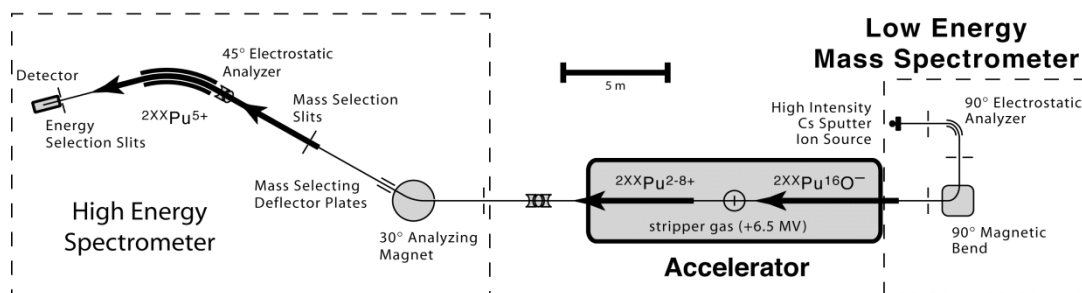 Low Energy
Mass Spectrometer
45° Electrostatic
Analyzer
Detector
2XXPu5+
Energy
Selection Slits
Mass Selection
Slits
5 m
High Intensity
Cs Sputter
Ion Source
90° Electrostatic
Analyzer
Mass Selecting
Deflector Plates
2XXPu2-8+
2XXPu16O−
stripper gas (+6.5 MV)
High Energy
Spectrometer
30° Analyzing
Magnet
Accelerator
90° Magnetic
Bend